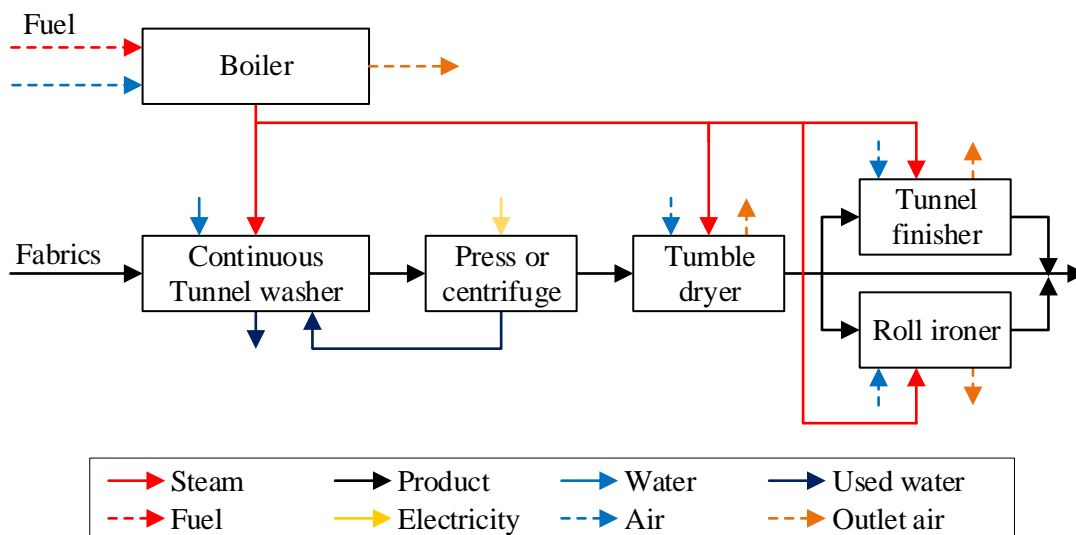 Fuel
Boiler
Fabrics
Continuous
Tunnel washer
Press or
centrifuge
Tumble
dryer
Tunnel
finisher
Roll ironer
Steam
Product
Water
Used water
Fuel
Electricity
Air
Outlet air